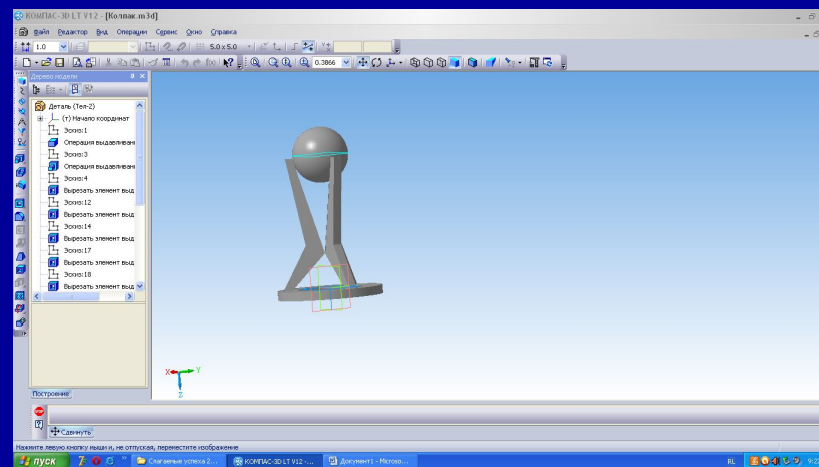 КОМПАС-3D LT V12 - [Колпак.m3d]
Файл Редактор Вид Операции Сервис Окно Справка
1.0 5.0 x 5.0
0.3866
Дерево модели
Деталь (Тел-2)
(т) Начало координат
Эскиз:1
Операция выдавливани
Эскиз:3
Операция выдавливани
Эскиз:4
Вырезать элемент выд
Эскиз:12
Вырезать элемент выд
Эскиз:14
Вырезать элемент выд
Эскиз:17
Вырезать элемент выд
Эскиз:18
Вырезать элемент выд
X Y
Z
Построение
STOP
Сдвинуть
Нажмите левую кнопку мыши и, не отпуская, переместите изображение
пуск Слагаемые успеха 2... КОМПАС-3D LT V12 -... Документ1 - Micros... RL